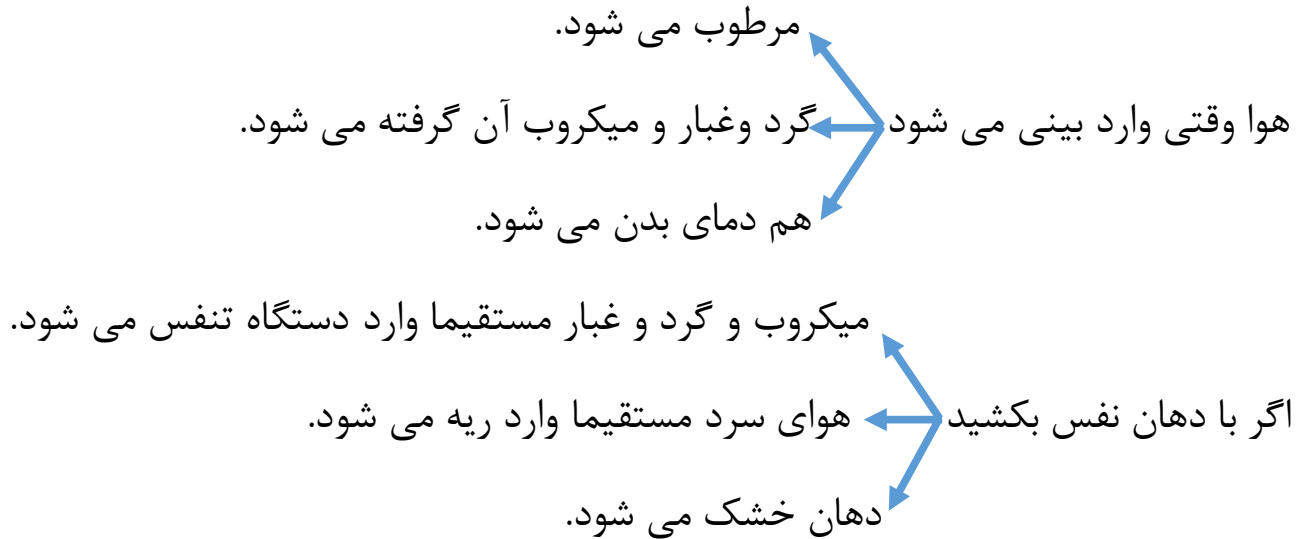 مرطوب می شود.
هوا وقتی وارد بینی می شود گرد وغبار و میکروب آن گرفته می شود.
هم دمای بدن می شود.
میکروب و گرد و غبار مستقیما وارد دستگاه تنفس می شود.
اگر با دهان نفس بکشید هوای سرد مستقیما وارد ریه می شود.
دهان خشک می شود.